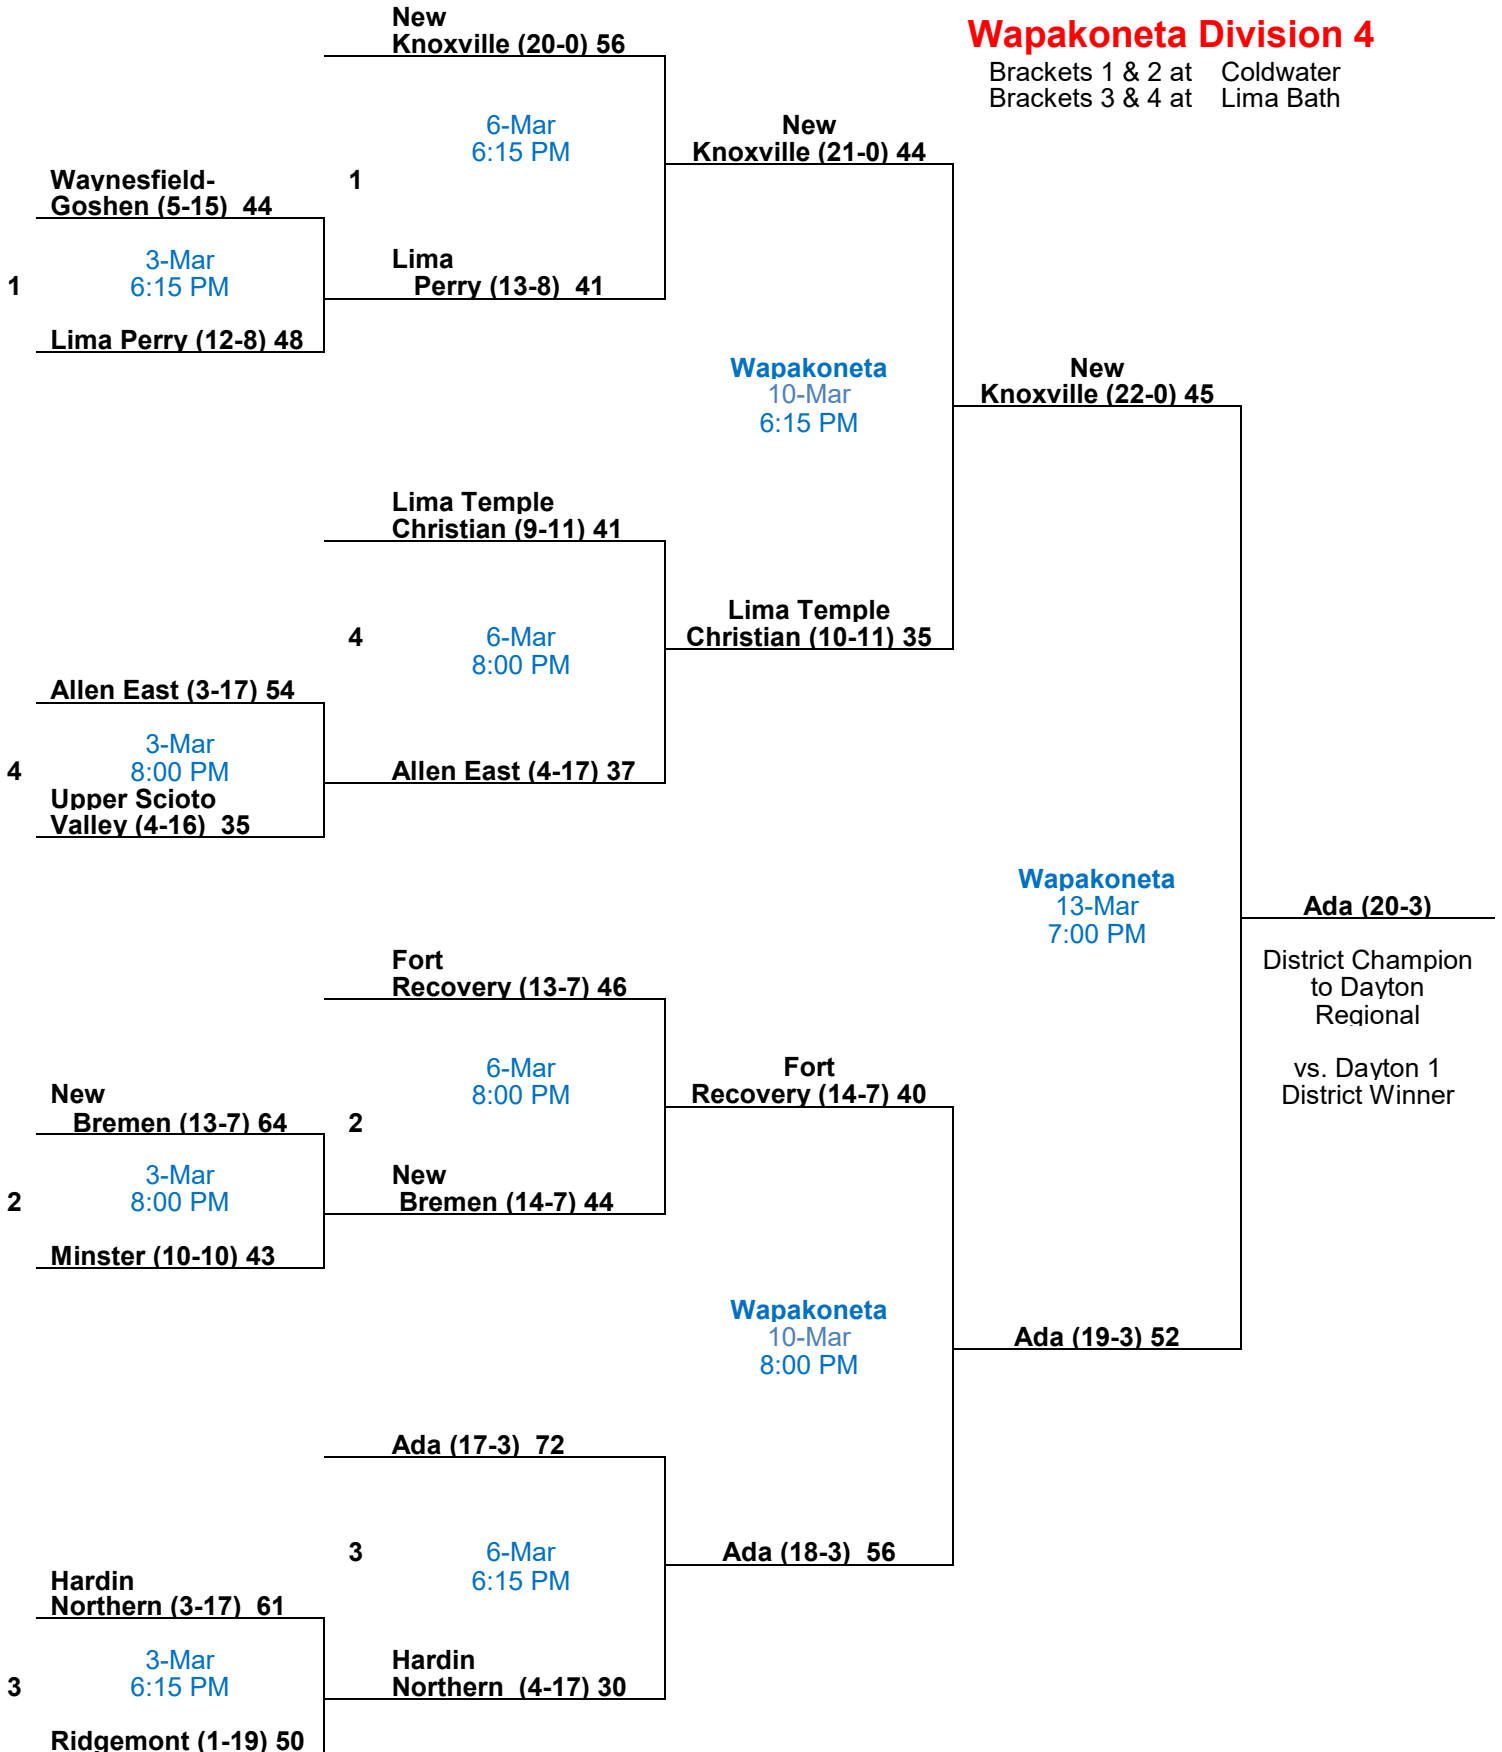 New
Knoxville (20-0) 56
Wapakoneta Division 4
Brackets 1 & 2 at Coldwater
Brackets 3 & 4 at Lima Bath
6-Mar
6:15 PM
New
Knoxville (21-0) 44
Waynesfield-
Goshen (5-15) 44
1
3-Mar
6:15 PM
1
Lima
Perry (13-8) 41
Lima Perry (12-8) 48
Wapakoneta
10-Mar
6:15 PM
New
Knoxville (22-0) 45
Lima Temple
Christian (9-11) 41
4
6-Mar
8:00 PM
Lima Temple
Christian (10-11) 35
Allen East (3-17) 54
3-Mar
8:00 PM
4
Allen East (4-17) 37
Upper Scioto
Valley (4-16) 35
Wapakoneta
13-Mar
7:00 PM
Ada (20-3)
District Champion
to Dayton
Regional
vs. Dayton 1
District Winner
Fort
Recovery (13-7) 46
6-Mar
8:00 PM
2
Fort
Recovery (14-7) 40
New
Bremen (13-7) 64
3-Mar
8:00 PM
2
New
Bremen (14-7) 44
Minster (10-10) 43
Wapakoneta
10-Mar
8:00 PM
Ada (19-3) 52
Ada (17-3) 72
3
6-Mar
6:15 PM
Ada (18-3) 56
Hardin
Northern (3-17) 61
3-Mar
6:15 PM
3
Hardin
Northern (4-17) 30
Ridgemont (1-19) 50